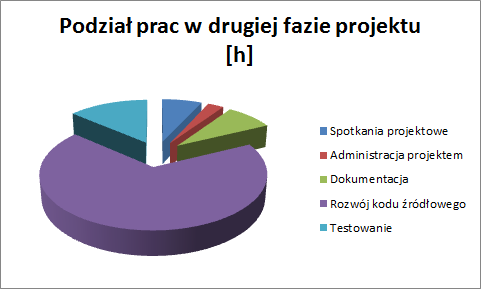 Podział prac w drugiej fazie projektu
[h]
Spotkania projektowe
Administracja projektem
Dokumentacja
Rozwój kodu źródłowego
Testowanie